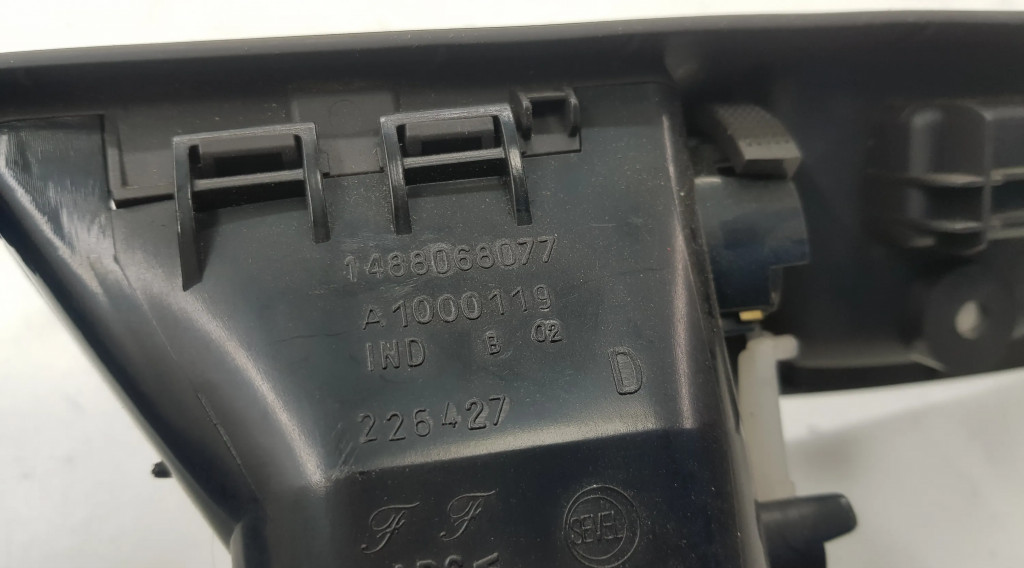 1488068077
A1000119
IND B 02
D
226427
F F SEVEL